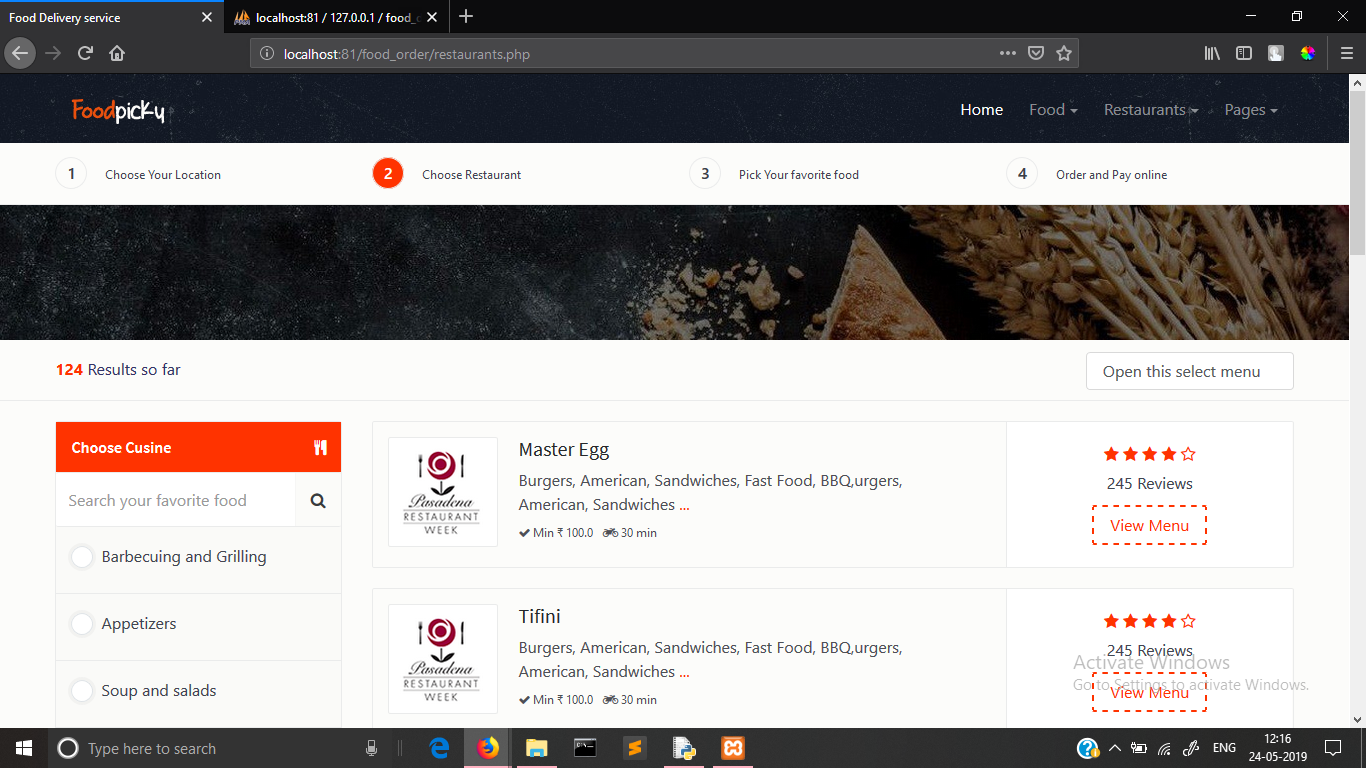 Food Delivery service
localhost:81 / 127.0.0.1 / food_
localhost:81/food_order/restaurants.php
Foodpicky
Home Food Restaurants Pages
1 Choose Your Location
2 Choose Restaurant
3 Pick Your favorite food
4 Order and Pay online
124 Results so far
Open this select menu
Choose Cusine
Search your favorite food
Barbecuing and Grilling
Appetizers
Soup and salads
Pasadena
RESTAURANT
WEEK
Master Egg
Burgers, American, Sandwiches, Fast Food, BBQ,urgers,
American, Sandwiches ...
Min ₹ 100.0 30 min
245 Reviews
View Menu
Pasadena
RESTAURANT
WEEK
Tifini
Burgers, American, Sandwiches, Fast Food, BBQ,urgers,
American, Sandwiches ...
Min ₹ 100.0 30 min
245 Reviews
View Menu
Activate Windows
Go to Settings to activate Windows.
Type here to search
ENG
12:16
24-05-2019